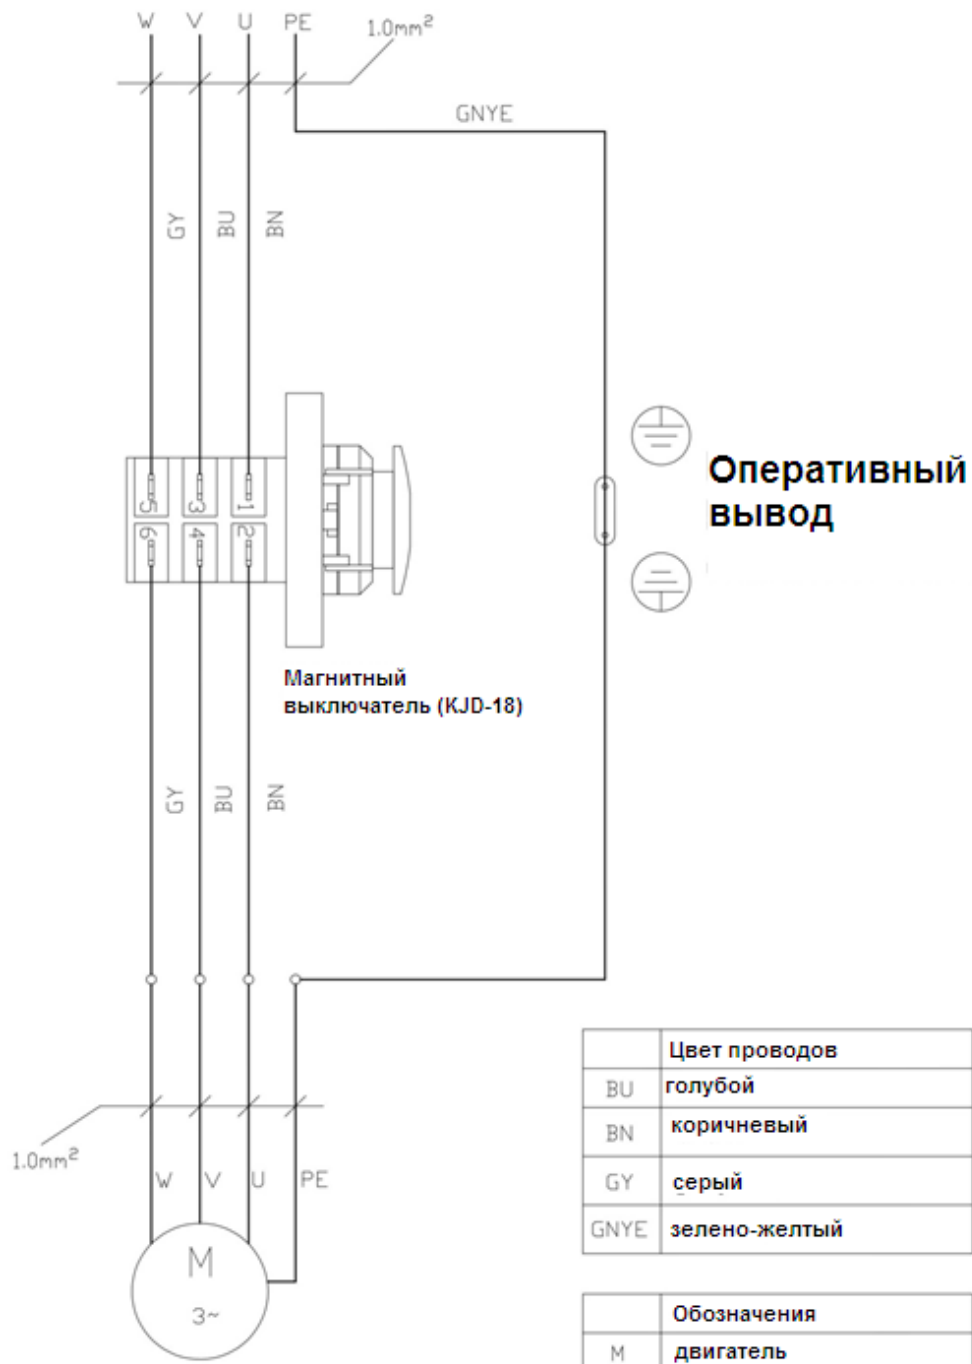 W V U PE
1.0mm²
GNYE
GY BU BN
5 3 1
6 4 2
Оперативный
вывод
Магнитный
выключатель (KJD-18)
GY BU BN
1.0mm²
W V U PE
M
3~
Цвет проводов
BU голубой
BN коричневый
GY серый
GNYE зелено-желтый
Обозначения
M двигатель